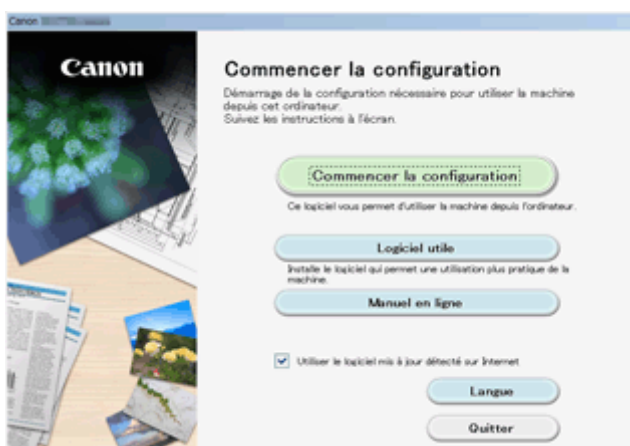 Canon
Canon
Commencer la configuration
Démarrage de la configuration nécessaire pour utiliser la machine
depuis cet ordinateur.
Suivez les instructions à l'écran.
Commencer la configuration
Ce logiciel vous permet d'utiliser la machine depuis l'ordinateur.
Logiciel utile
Installe le logiciel qui permet une utilisation plus pratique de la
machine.
Manuel en ligne
Utiliser le logiciel mis à jour détecté sur Internet
Langue
Quitter